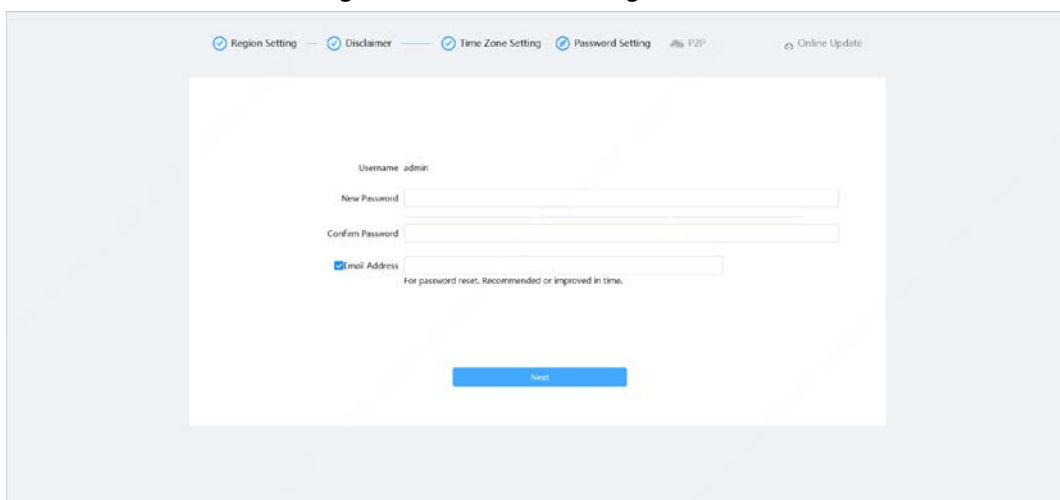 Region Setting Disclaimer Time Zone Setting Password Setting P2P Online Update
Username admin
New Password
Confirm Password
Email Address
For password reset. Recommended or improved in time.
Next